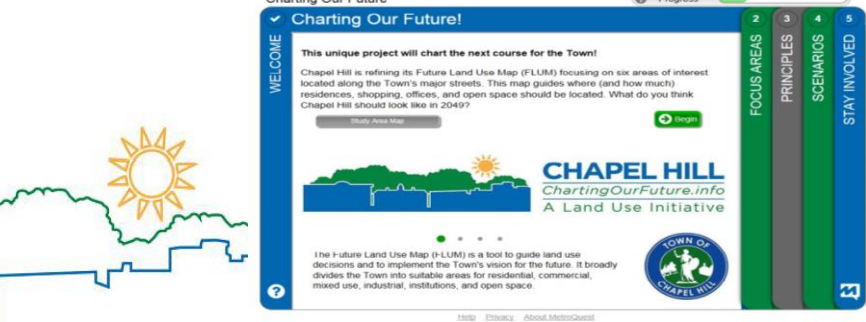 Charting Our Future
Progress
Charting Our Future!
WELCOME
This unique project will chart the next course for the Town!
Chapel Hill is refining its Future Land Use Map (FLUM) focusing on six areas of interest
located along the Town's major streets. This map guides where (and how much)
residences, shopping, offices, and open space should be located. What do you think
Chapel Hill should look like in 2049?
Study Area Map
Begin
CHAPEL HILL
ChartingOurFuture.info
A Land Use Initiative
The Future Land Use Map (FLUM) is a tool to guide land use
decisions and to implement the Town's vision for the future. It broadly
divides the Town into suitable areas for residential, commercial,
mixed use, industrial, institutions, and open space.
TOWN OF
CHAPEL HILL
?
2
FOCUS AREAS
3
PRINCIPLES
4
SCENARIOS
5
STAY INVOLVED
Help Privacy About MetroQuest